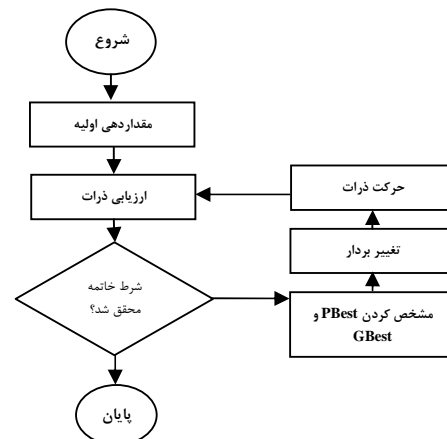 شروع
مقداردهی اولیه
ارزیابی ذرات
شرط خاتمه
محقق شد؟
پایان
مشخص کردن PBest و
GBest
تغییر بردار
حرکت ذرات